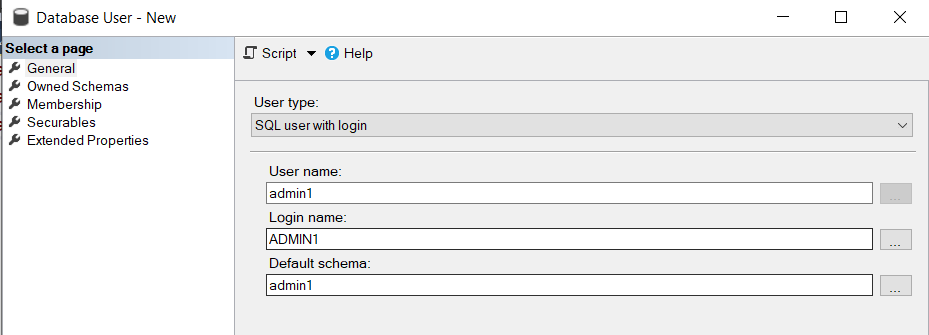 Database User - New
Select a page
General
Owned Schemas
Membership
Securables
Extended Properties
Script Help
User type:
SQL user with login
User name:
admin1
...
Login name:
ADMIN1
...
Default schema:
admin1
...